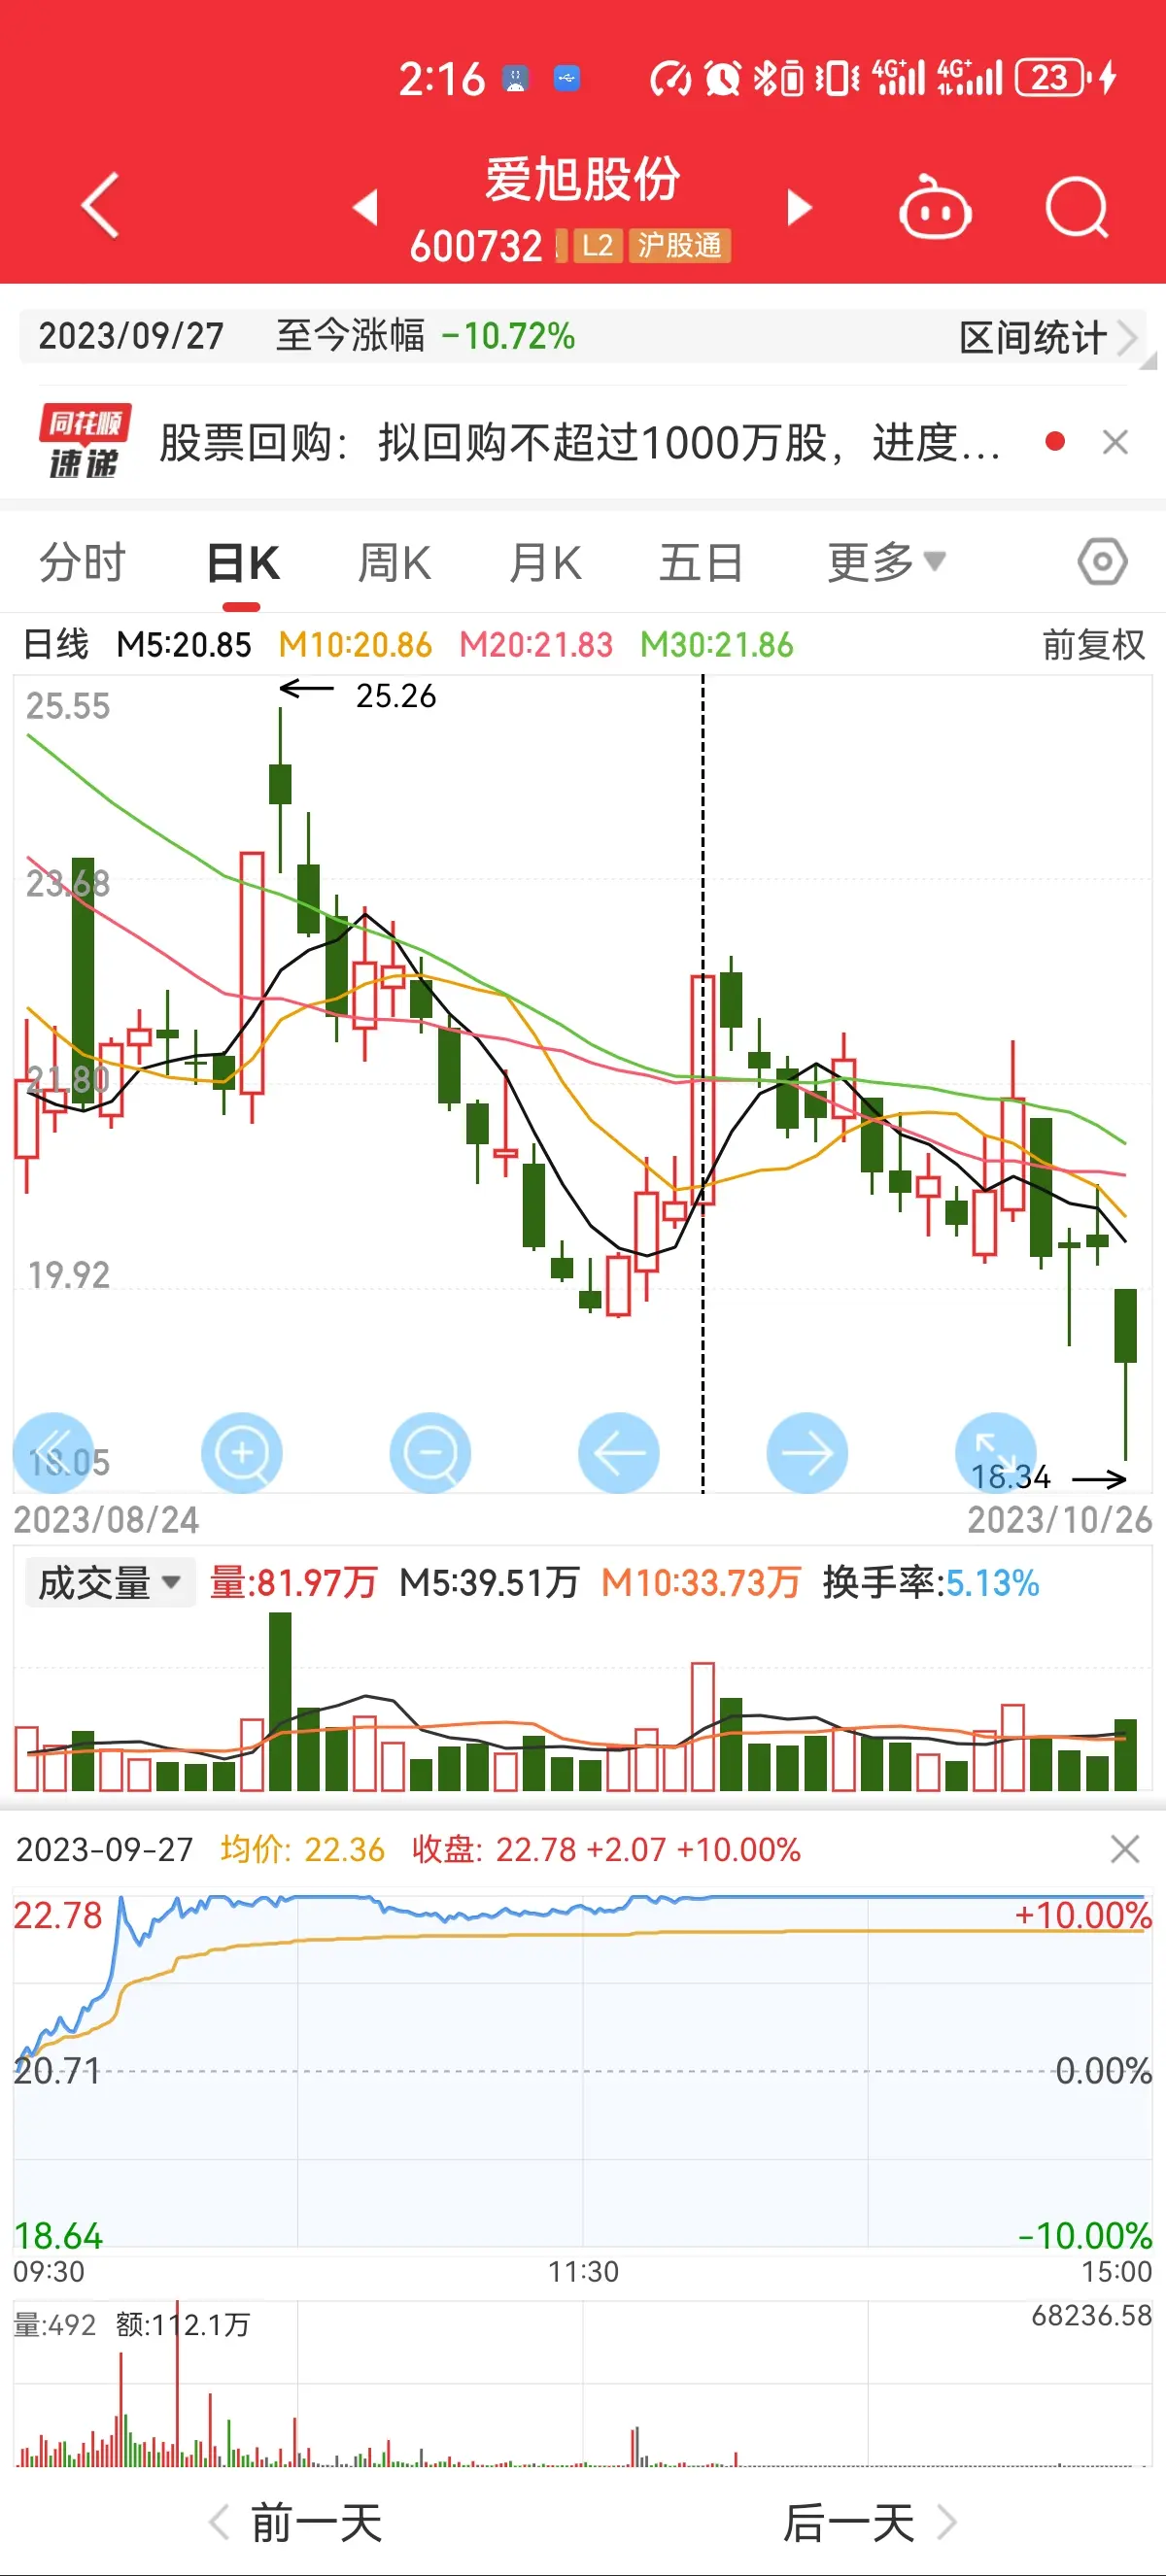 2:16 4G+ 4G+ 23
爱旭股份
600732 L2 沪股通
2023/09/27 至今涨幅 -10.72% 区间统计
同花顺 速递 股票回购：拟回购不超过1000万股，进度...
分时 日K 周K 月K 五日 更多
日线 M5:20.85 M10:20.86 M20:21.83 M30:21.86 前复权
25.55
25.26
23.68
21.80
19.92
18.05
18.34
2023/08/24 2023/10/26
成交量 量:81.97万 M5:39.51万 M10:33.73万 换手率:5.13%
2023-09-27 均价: 22.36 收盘: 22.78 +2.07 +10.00%
22.78 +10.00%
20.71 0.00%
18.64 -10.00%
09:30 11:30 15:00
量:492 额:112.1万 68236.58
前一天 后一天